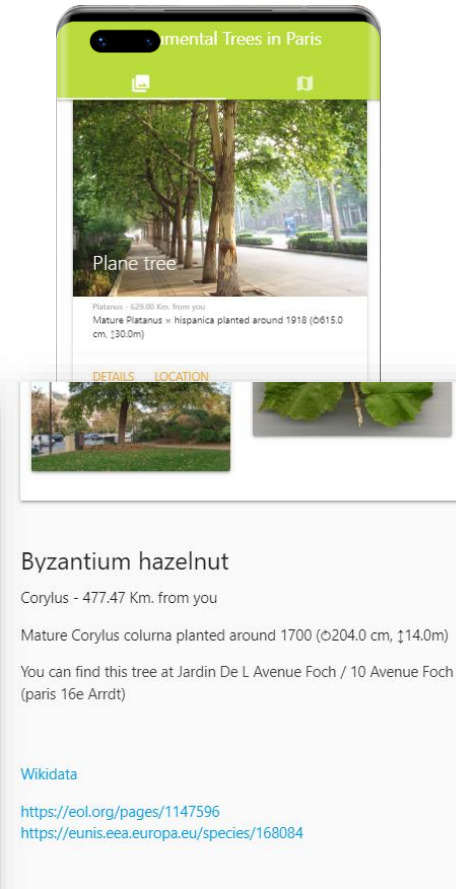 umental Trees in Paris
Plane tree
Platanus - 629.00 Km. from you
Mature Platanus × hispanica planted around 1918 (⥁615.0
cm, ↕30.0m)
DETAILS LOCATION
Byzantium hazelnut
Corylus - 477.47 Km. from you
Mature Corylus colurna planted around 1700 (⥁204.0 cm, ↕14.0m)
You can find this tree at Jardin De L Avenue Foch / 10 Avenue Foch
(paris 16e Arrdt)
Wikidata
https://eol.org/pages/1147596
https://eunis.eea.europa.eu/species/168084